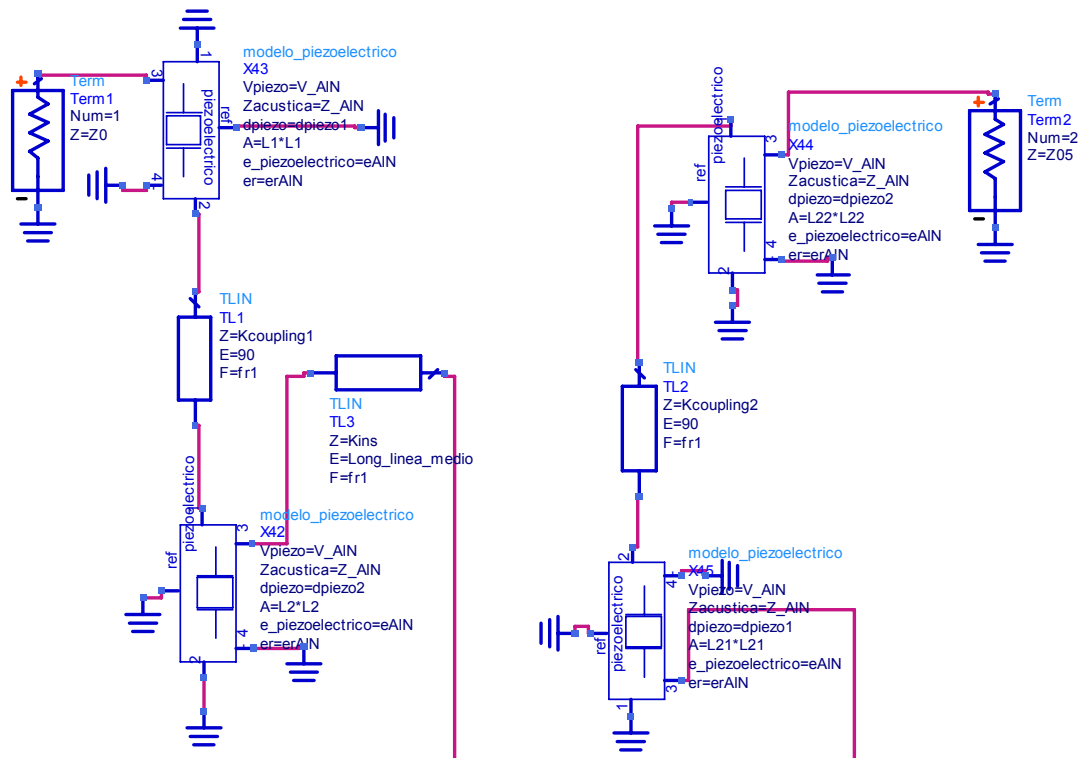 modelo_piezoelectrico
X43
Vpiezo=V_AlN
Zacustica=Z_AlN
dpiezo=dpiezo1
A=L1*L1
e_piezoelectrico=eAlN
er=erAlN
1
3
piezoelectrico
ref
4
2
+
Term
Term1
Num=1
Z=Z0
-
TLIN
TL1
Z=Kcoupling1
E=90
F=fr1
TLIN
TL3
Z=Kins
E=Long_linea_medio
F=fr1
piezoelectrico
ref
3
4
2
modelo_piezoelectrico
X42
Vpiezo=V_AlN
Zacustica=Z_AlN
dpiezo=dpiezo2
A=L2*L2
e_piezoelectrico=eAlN
er=erAlN
piezoelectrico
ref
3
4
2
modelo_piezoelectrico
X44
Vpiezo=V_AlN
Zacustica=Z_AlN
dpiezo=dpiezo2
A=L22*L22
e_piezoelectrico=eAlN
er=erAlN
+
Term
Term2
Num=2
Z=Z05
-
TLIN
TL2
Z=Kcoupling2
E=90
F=fr1
2
4
ref
piezoelectrico
3
1
modelo_piezoelectrico
X45
Vpiezo=V_AlN
Zacustica=Z_AlN
dpiezo=dpiezo1
A=L21*L21
e_piezoelectrico=eAlN
er=erAlN